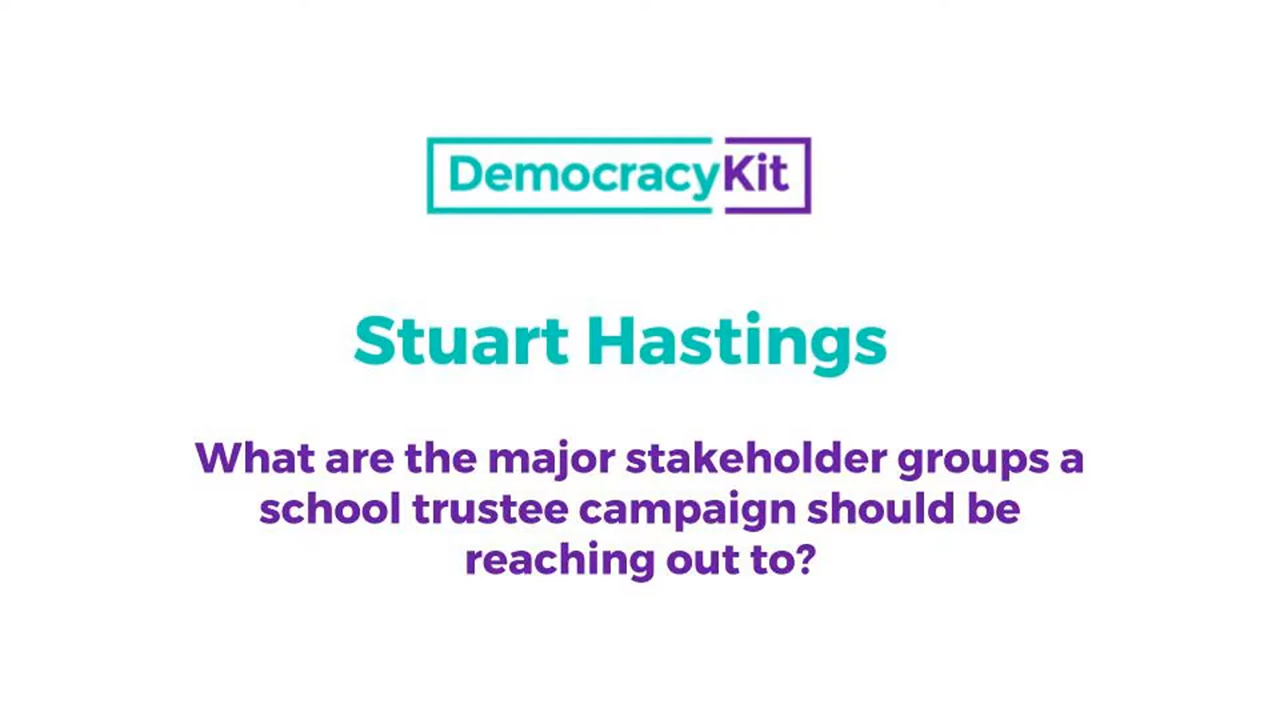 DemocracyKit
Stuart Hastings
What are the major stakeholder groups a
school trustee campaign should be
reaching out to?